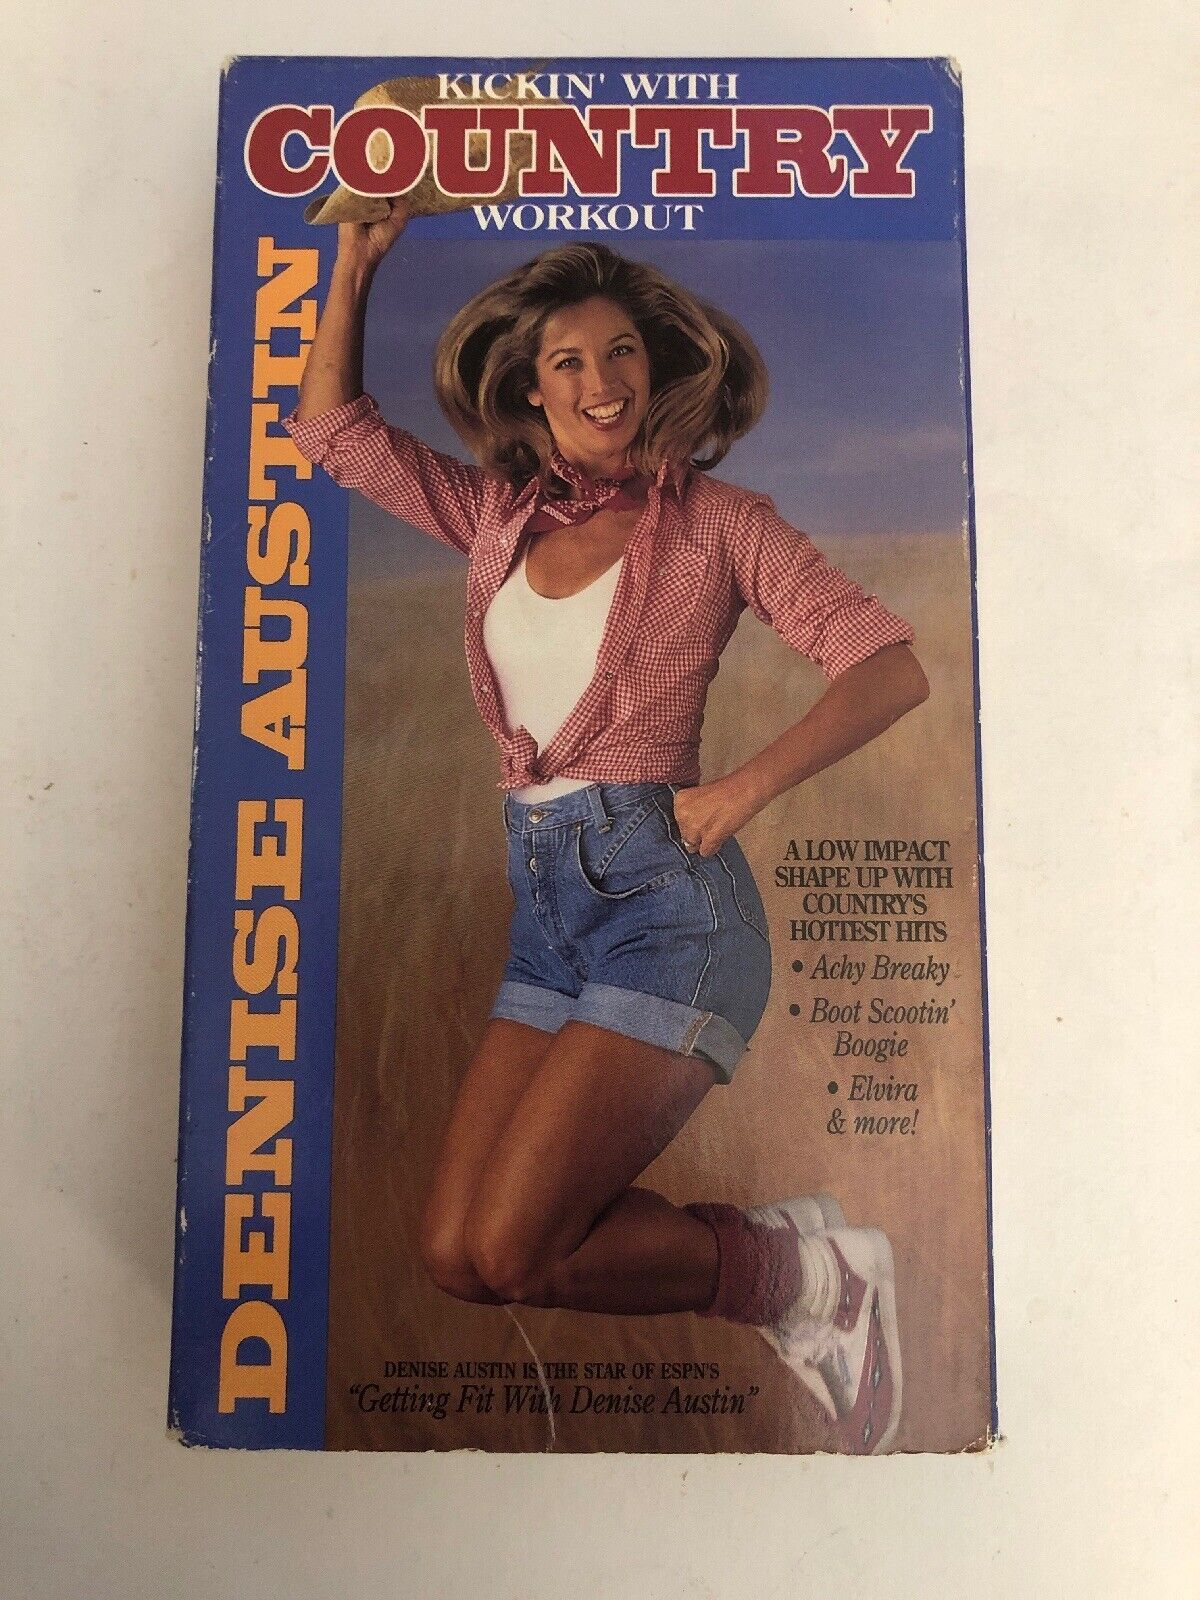 KICKIN' WITH
COUNTRY
WORKOUT
DENISE AUSTIN
A LOW IMPACT
SHAPE UP WITH
COUNTRY'S
HOTTEST HITS
• Achy Breaky
• Boot Scootin'
Boogie
• Elvira
& more!
DENISE AUSTIN IS THE STAR OF ESPN'S
"Getting Fit With Denise Austin"